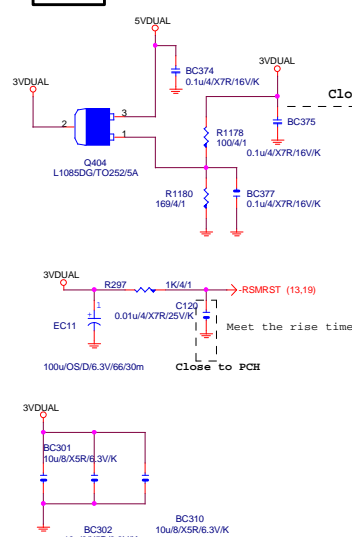 5VDUAL
BC374
0.1u/4/X7R/16V/K
3VDUAL
3VDUAL
Clo
BC375
0.1u/4/X7R/16V/K
2
3
1
Q404
L1085DG/TO252/5A
R1178
100/4/1
R1180
169/4/1
BC377
0.1u/4/X7R/16V/K
3VDUAL
R297
1K/4/1
-RSMRST (13,19)
C120
0.01u/4/X7R/25V/K
1
+
EC11
Meet the rise time
100u/OS/D/6.3V/66/30m
Close to PCH
3VDUAL
BC301
10u/8/X5R/6.3V/K
BC310
10u/8/X5R/6.3V/K
BC302